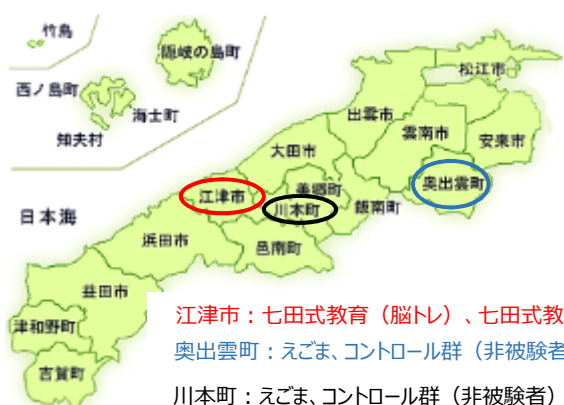 竹島
隠岐の島町
西ノ島町
海士町
知夫村
松江市
出雲市
雲南市
安来市
大田市
奥出雲町
美郷町
江津市
川本町
飯南町
日本海
浜田市
邑南町
益田市
津和野町
吉賀町
江津市：七田式教育（脳トレ）、七田式教
奥出雲町：えごま、コントロール群（非被験者
川本町：えごま、コントロール群（非被験者）